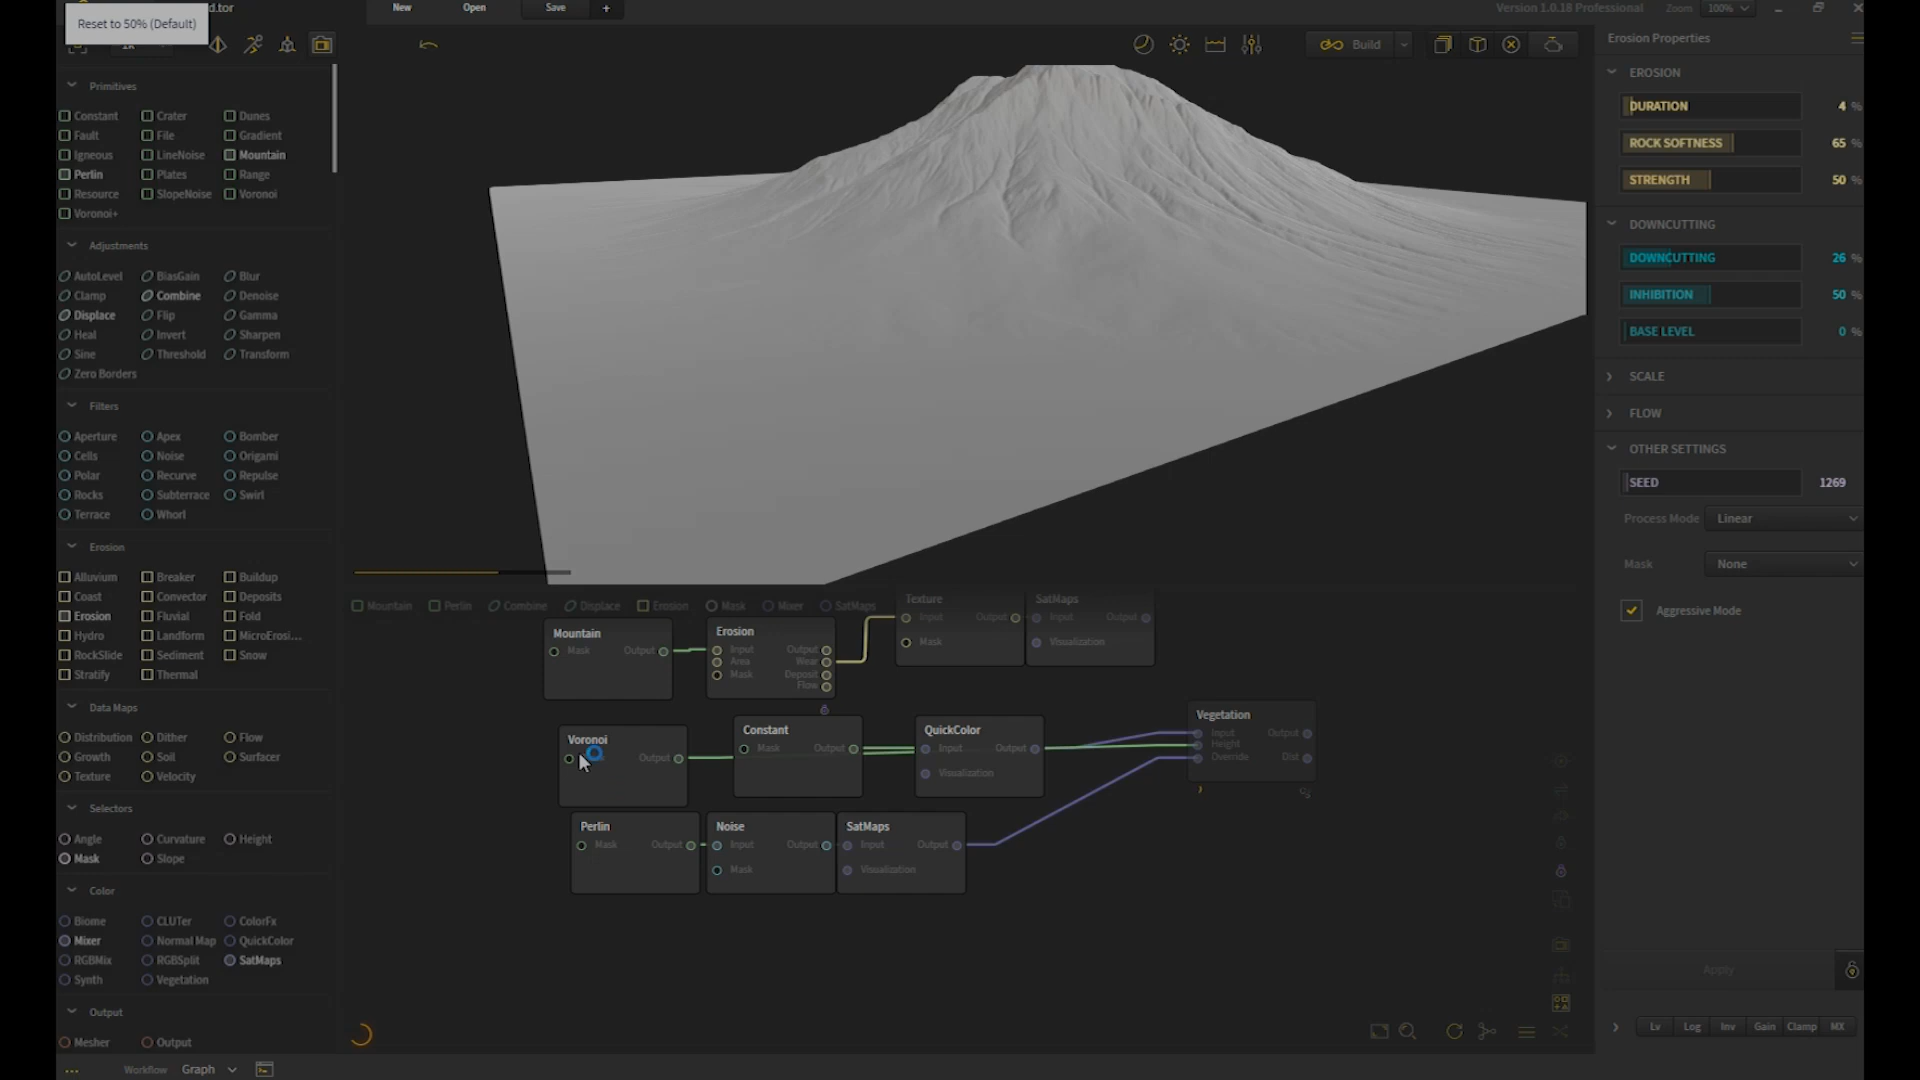 Reset to 50% (Default)
d.tor
New
Open
Save
+
Version 1.0.18 Professional
Zoom
100%
Build
Primitives
Constant Crater Dunes
Fault File Gradient
Igneous LineNoise Mountain
Perlin Plates Range
Resource SlopeNoise Voronoi
Voronoi+
Adjustments
AutoLevel BiasGain Blur
Clamp Combine Denoise
Displace Flip Gamma
Heal Invert Sharpen
Sine Threshold Transform
Zero Borders
Filters
Aperture Apex Bomber
Cells Noise Origami
Polar Recurve Repulse
Rocks Subterrace Swirl
Terrace Whorl
Erosion
Alluvium Breaker Buildup
Coast Convector Deposits
Erosion Fluvial Fold
Hydro Landform MicroErosi...
RockSlide Sediment Snow
Stratify Thermal
Data Maps
Distribution Dither Flow
Growth Soil Surfacer
Texture Velocity
Selectors
Angle Curvature Height
Mask Slope
Color
Biome CLUTer ColorFx
Mixer Normal Map QuickColor
RGBMix RGBSplit SatMaps
Synth Vegetation
Output
Mesher Output
Workflow Graph
Mountain Perlin Combine Displace Erosion Mask Mixer SatMaps
Texture
Input Output
Mask
SatMaps
Input Output
Visualization
Mountain
Mask Output
Erosion
Input Output
Area Wear
Mask Deposit
Flow
Voronoi
Output
Constant
Mask Output
QuickColor
Input Output
Visualization
Vegetation
Input Output
Height
Override Dist
Perlin
Mask Output
Noise
Input Output
Mask
SatMaps
Input Output
Visualization
Erosion Properties
EROSION
DURATION 4 %
ROCK SOFTNESS 65 %
STRENGTH 50 %
DOWNCUTTING
DOWNCUTTING 26 %
INHIBITION 50 %
BASE LEVEL 0 %
SCALE
FLOW
OTHER SETTINGS
SEED 1269
Process Mode Linear
Mask None
Aggressive Mode
Apply
Lv Log Inv Gain Clamp MX